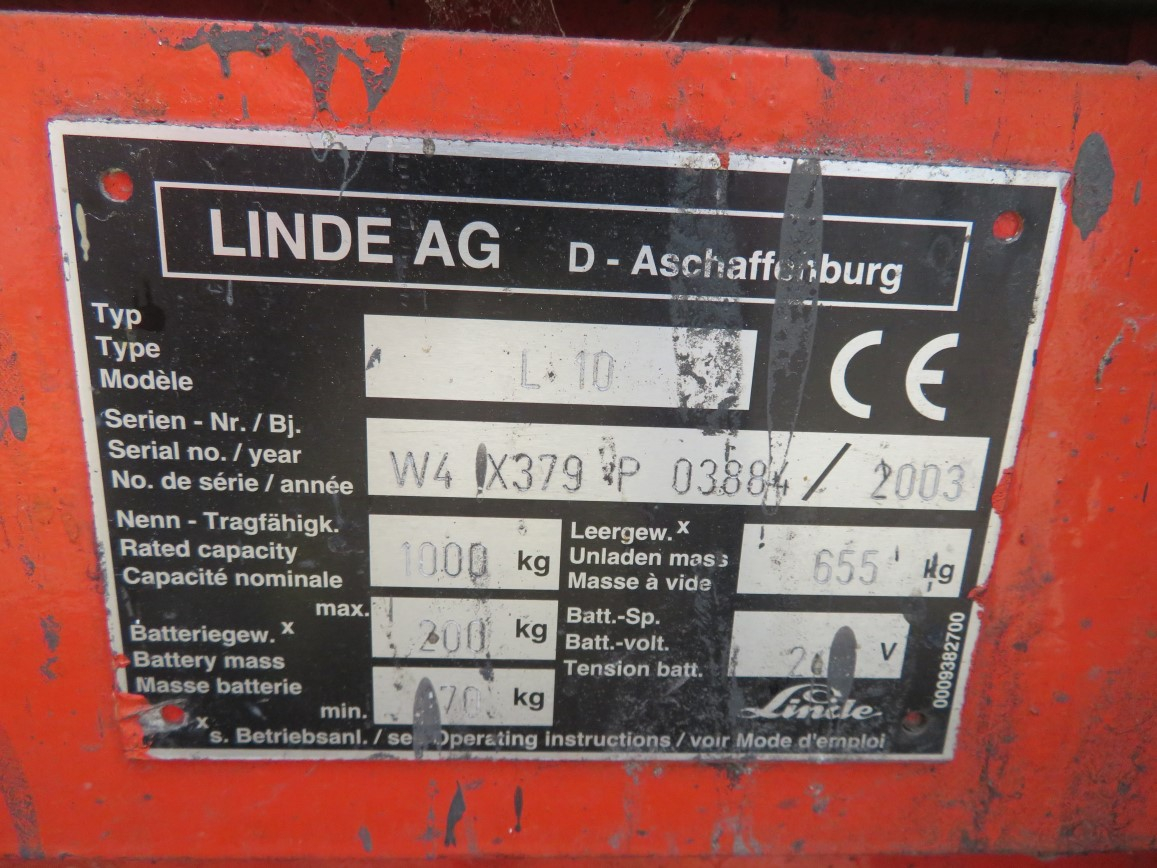 LINDE AG D - Aschaffenburg
Typ
Type
Modèle
L 10
CE
Serien - Nr. / Bj.
Serial no. / year
No. de série / année
W4 X379 P 03884 / 2003
Nenn - Tragfähigk.
Rated capacity
Capacité nominale
1000 kg
Leergew. x
Unladen mass
Masse à vide
655 kg
Batteriegew. x
Battery mass
Masse batterie
max.
200 kg
min.
kg
Batt.-Sp.
Batt.-volt.
Tension batt.
V
0009382700
Linde
x s. Betriebsanl. / see Operating instructions / voir Mode d'emploi